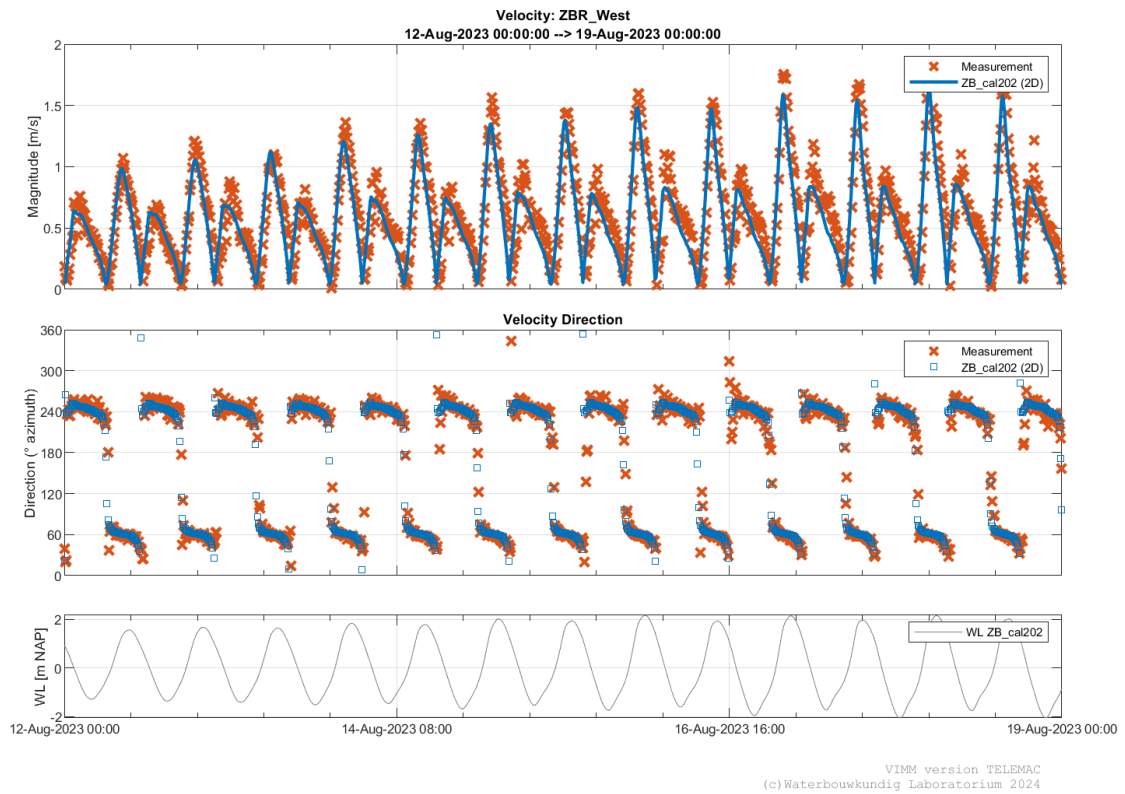 Velocity: ZBR_West
12-Aug-2023 00:00:00 --> 19-Aug-2023 00:00:00
2
1.5
1
0.5
0
Magnitude [m/s]
Measurement
ZB_cal202 (2D)
Velocity Direction
360
300
240
180
120
60
0
Direction (° azimuth)
Measurement
ZB_cal202 (2D)
2
0
-2
WL [m NAP]
WL ZB_cal202
12-Aug-2023 00:00
14-Aug-2023 08:00
16-Aug-2023 16:00
19-Aug-2023 00:00
VIMM version TELEMAC
(c)Waterbouwkundig Laboratorium 2024